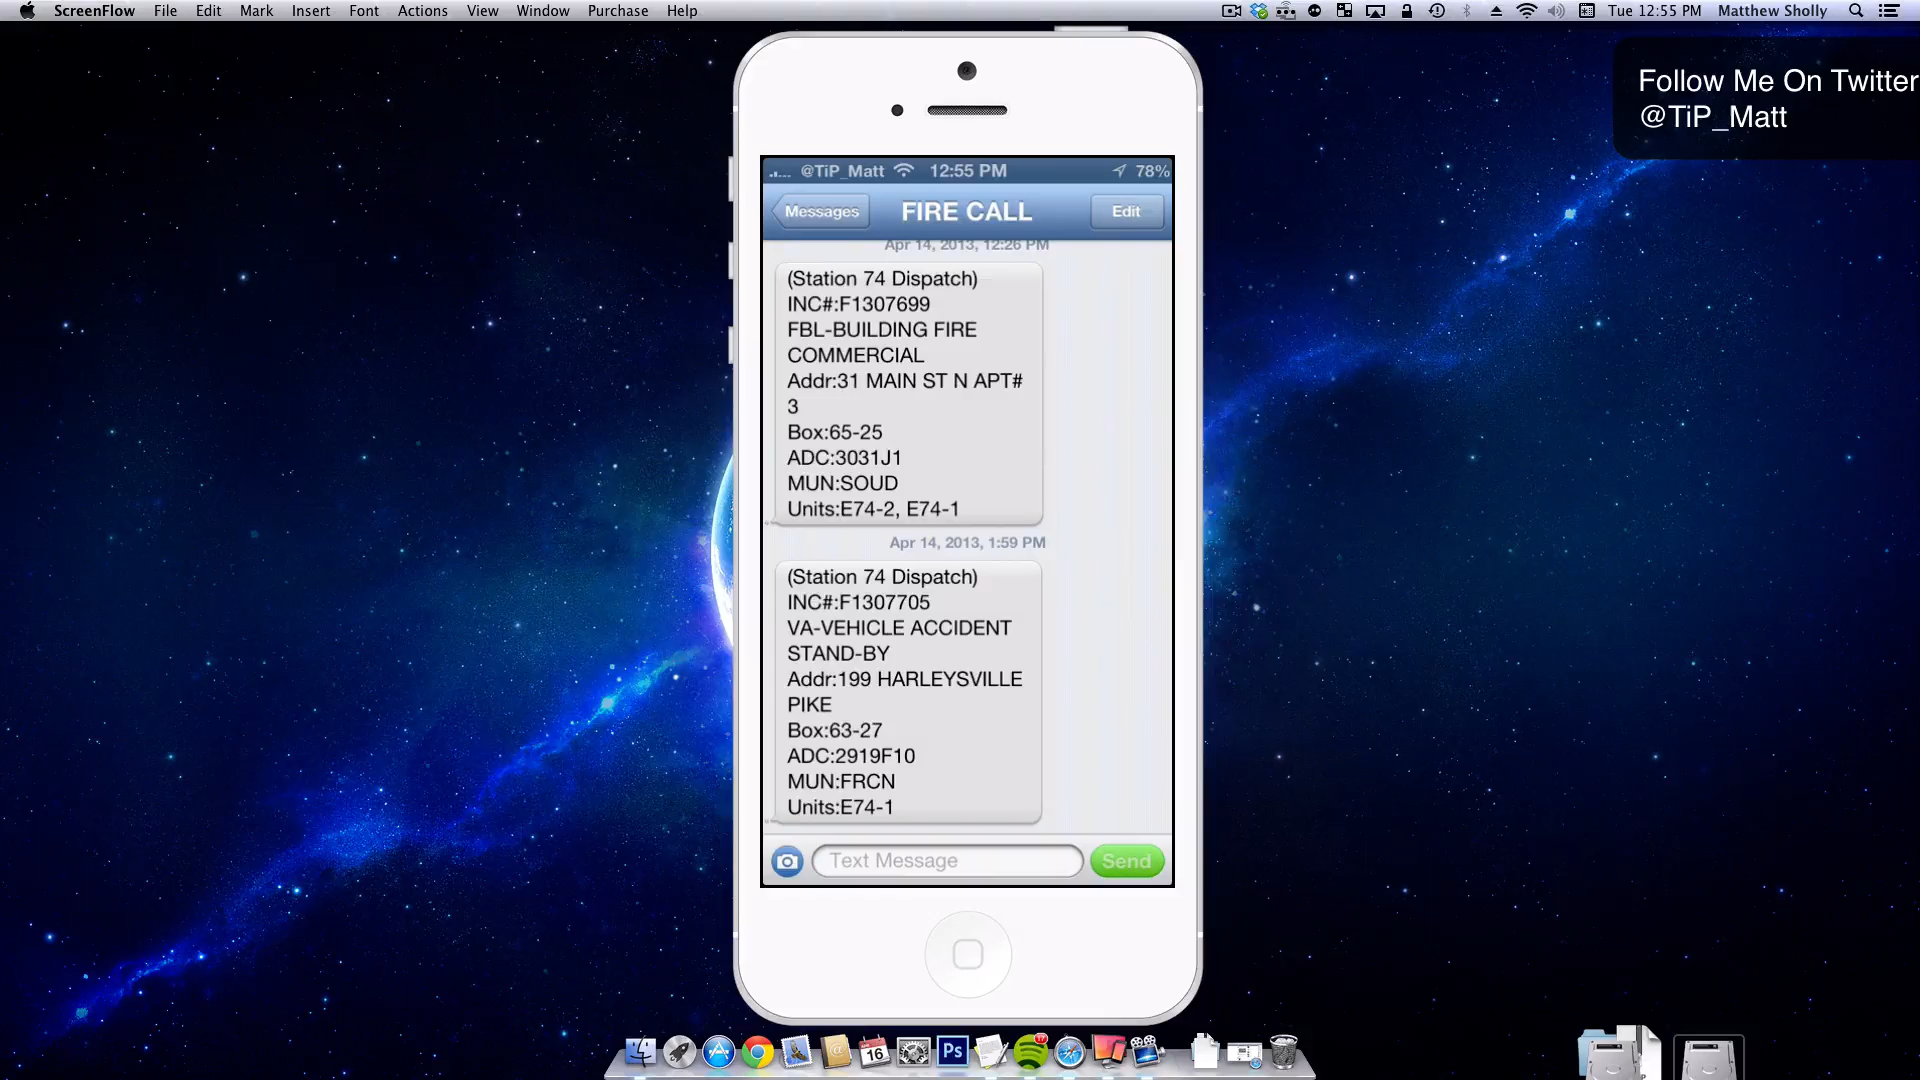 ScreenFlow File Edit Mark Insert Font Actions View Window Purchase Help Tue 12:55 PM Matthew Sholly
Follow Me On Twitter
@TiP_Matt
@TiP_Matt 12:55 PM 78%
Messages FIRE CALL Edit
Apr 14, 2013, 12:26 PM
(Station 74 Dispatch)
INC#:F1307699
FBL-BUILDING FIRE
COMMERCIAL
Addr:31 MAIN ST N APT#
3
Box:65-25
ADC:3031J1
MUN:SOUD
Units:E74-2, E74-1
Apr 14, 2013, 1:59 PM
(Station 74 Dispatch)
INC#:F1307705
VA-VEHICLE ACCIDENT
STAND-BY
Addr:199 HARLEYSVILLE
PIKE
Box:63-27
ADC:2919F10
MUN:FRCN
Units:E74-1
Text Message Send
16 Ps 17